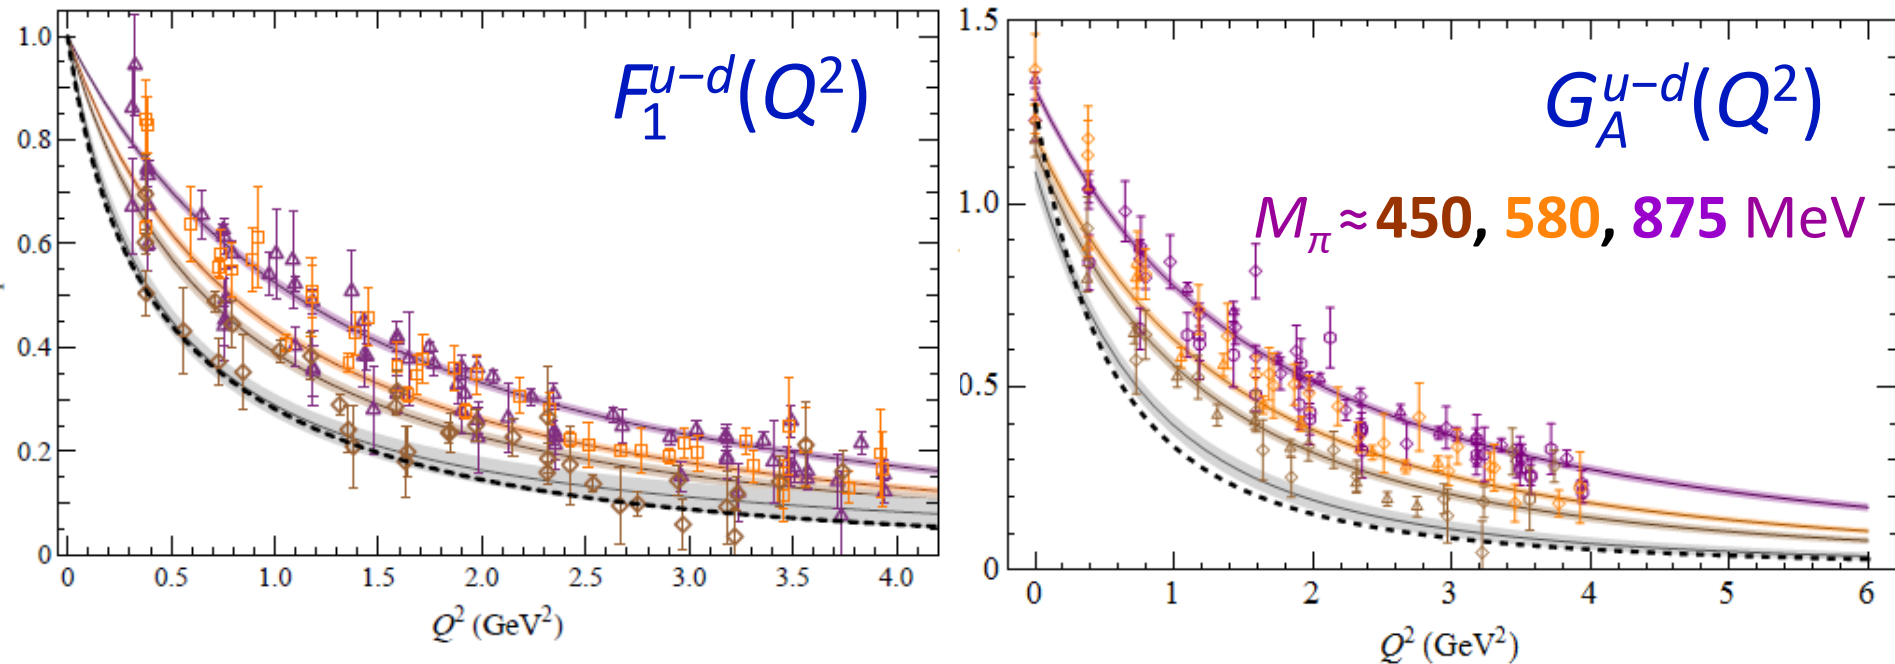 F₁ᵘ⁻ᵈ(Q²)
1.0
0.8
0.6
0.4
0.2
0
0 0.5 1.0 1.5 2.0 2.5 3.0 3.5 4.0
Q² (GeV²)
G_Aᵘ⁻ᵈ(Q²)
M_π ≈ 450, 580, 875 MeV
1.5
1.0
0.5
0
0 1 2 3 4 5 6
Q² (GeV²)